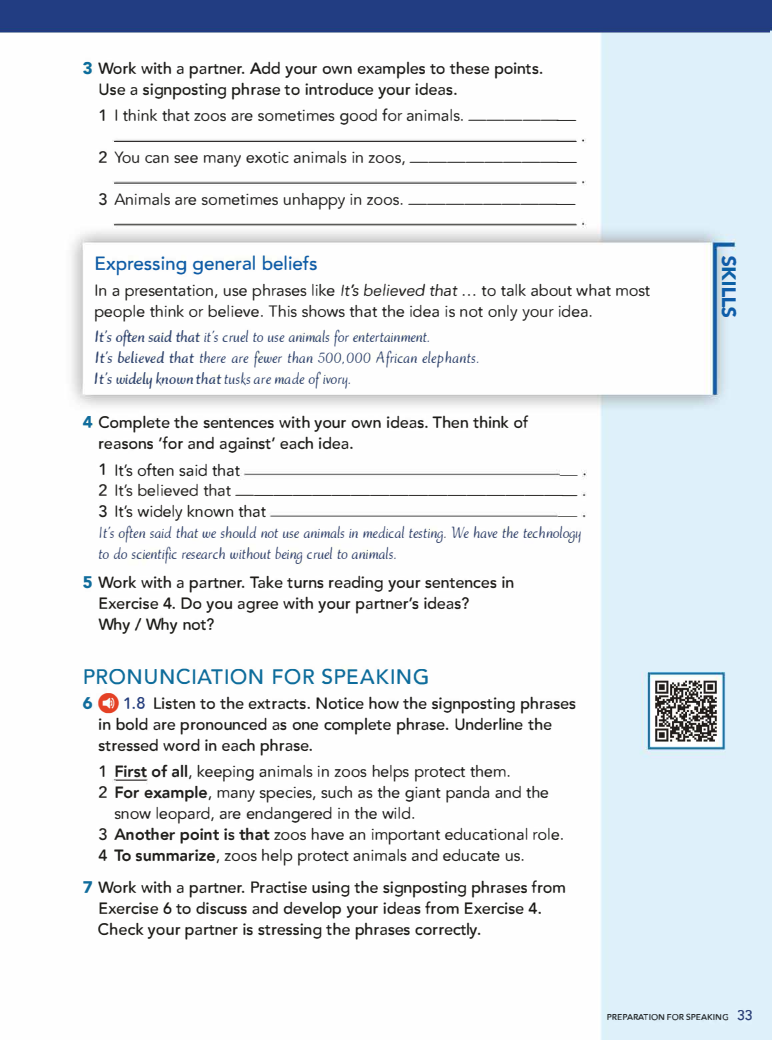 3 Work with a partner. Add your own examples to these points.
Use a signposting phrase to introduce your ideas.
1 I think that zoos are sometimes good for animals. ____________
____________ .
2 You can see many exotic animals in zoos, ____________
____________ .
3 Animals are sometimes unhappy in zoos. ____________
____________ .
Expressing general beliefs
In a presentation, use phrases like It's believed that … to talk about what most
people think or believe. This shows that the idea is not only your idea.
It's often said that it's cruel to use animals for entertainment.
It's believed that there are fewer than 500,000 African elephants.
It's widely known that tusks are made of ivory.
SKILLS
4 Complete the sentences with your own ideas. Then think of
reasons 'for and against' each idea.
1 It's often said that ____________ .
2 It's believed that ____________ .
3 It's widely known that ____________ .
It's often said that we should not use animals in medical testing. We have the technology
to do scientific research without being cruel to animals.
5 Work with a partner. Take turns reading your sentences in
Exercise 4. Do you agree with your partner's ideas?
Why / Why not?
PRONUNCIATION FOR SPEAKING
6 1.8 Listen to the extracts. Notice how the signposting phrases
in bold are pronounced as one complete phrase. Underline the
stressed word in each phrase.
1 First of all, keeping animals in zoos helps protect them.
2 For example, many species, such as the giant panda and the
snow leopard, are endangered in the wild.
3 Another point is that zoos have an important educational role.
4 To summarize, zoos help protect animals and educate us.
7 Work with a partner. Practise using the signposting phrases from
Exercise 6 to discuss and develop your ideas from Exercise 4.
Check your partner is stressing the phrases correctly.
PREPARATION FOR SPEAKING 33